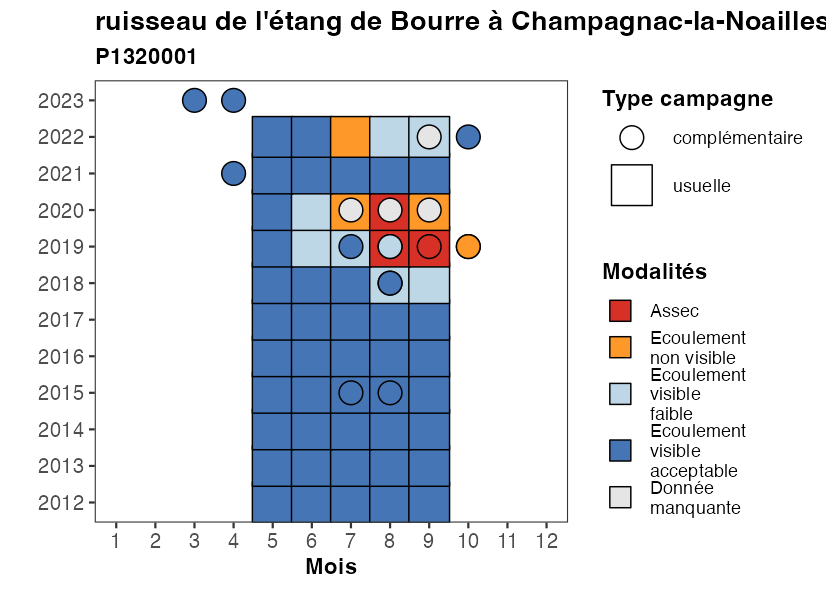 ruisseau de l'étang de Bourre à Champagnac-la-Noailles
P1320001
2023
2022
2021
2020
2019
2018
2017
2016
2015
2014
2013
2012
1 2 3 4 5 6 7 8 9 10 11 12
Mois
Type campagne
complémentaire
usuelle
Modalités
Assec
Ecoulement
non visible
Ecoulement
visible
faible
Ecoulement
visible
acceptable
Donnée
manquante